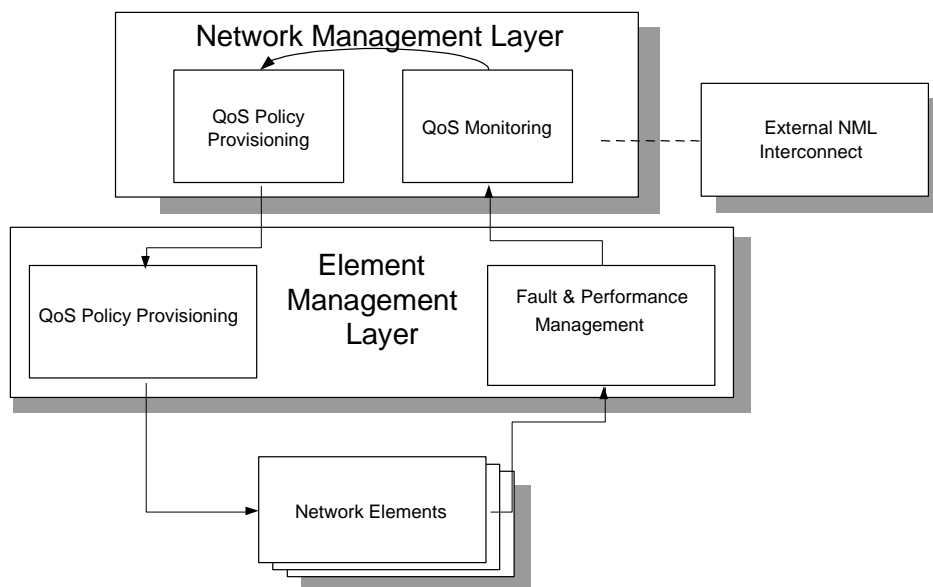 Network Management Layer
QoS Policy
Provisioning
QoS Monitoring
External NML
Interconnect
Element
Management
Layer
QoS Policy Provisioning
Fault & Performance
Management
Network Elements